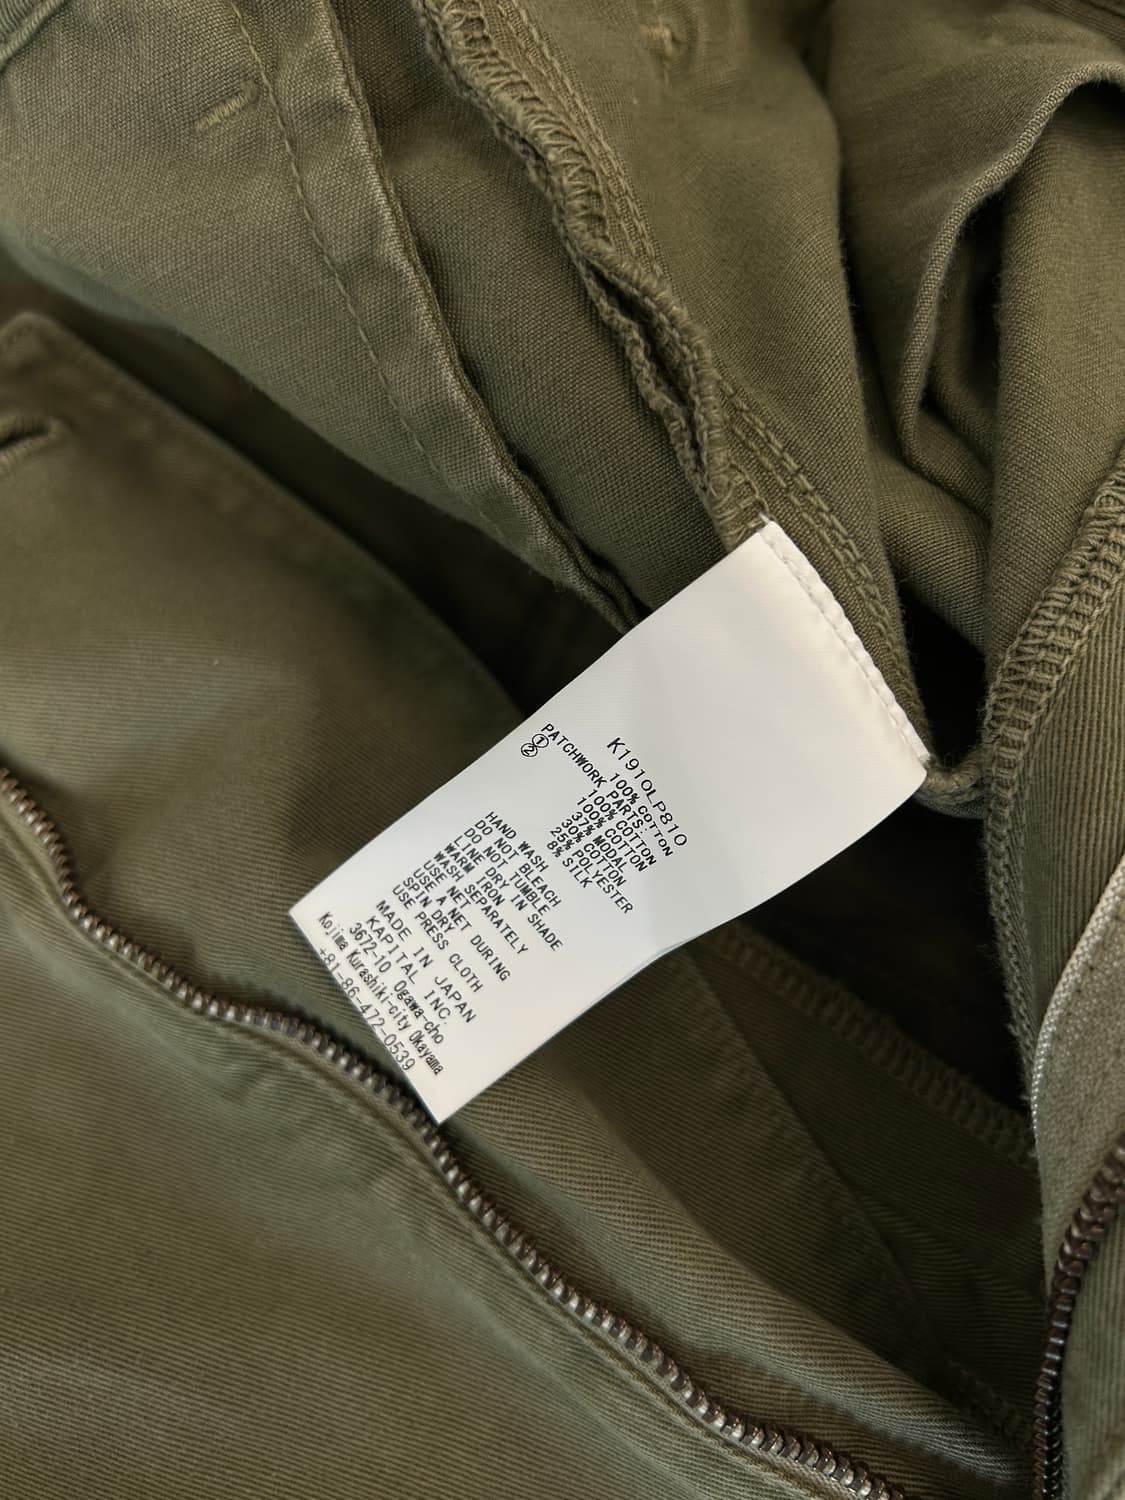 K1910LP810
100% COTTON
PATCHWORK PARTS:
① 100% COTTON
② 100% COTTON
37% MODAL
30% COTTON
25% POLYESTER
8% SILK
HAND WASH
DO NOT BLEACH
DO NOT TUMBLE
LINE DRY IN SHADE
WARM IRON
WASH SEPARATELY
USE A NET DURING
SPIN DRY
USE PRESS CLOTH
MADE IN JAPAN
KAPITAL INC.
3672-10 Ogawa-cho
Kojima Kurashiki-city Okayama
+81-86-472-0539